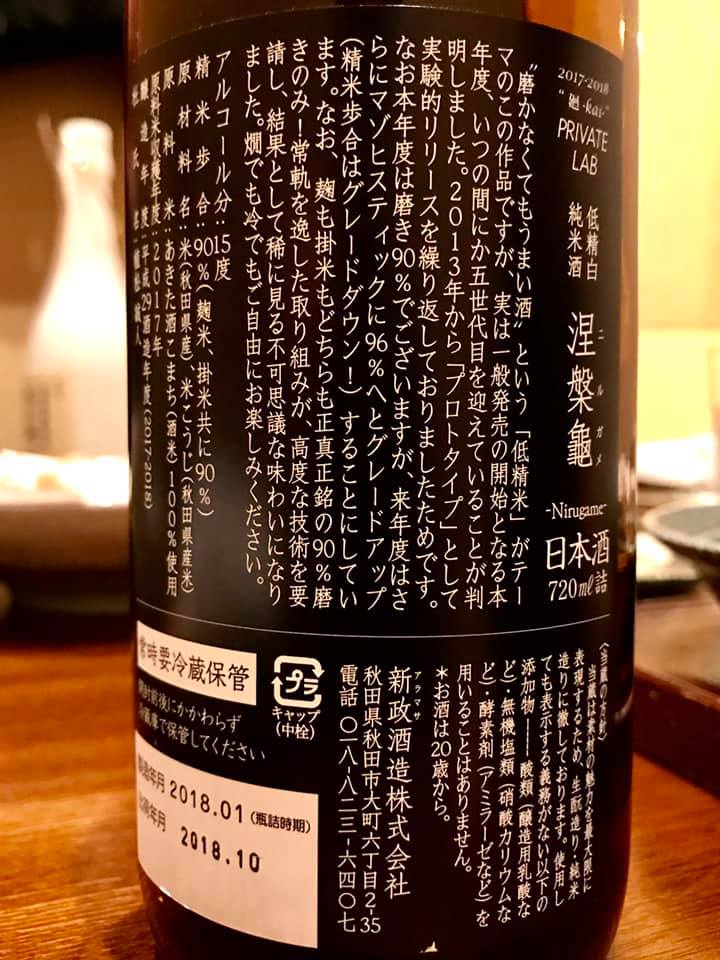 2017-2018
“廻 -kai-”
PRIVATE
LAB
低精白
純米酒
涅槃龜
ニルガメ
-Nirugame-
日本酒
720㎖詰
“磨かなくてもうまい酒”という「低精米」がテー
マのこの作品ですが、実は一般発売の開始となる本
年度、いつの間にか五世代目を迎えていることが判
明しました。2013年から「プロトタイプ」として
実験的リリースを繰り返しておりましたためです。
なお本年度は磨き90%でございますが、来年度はさ
らにマゾヒスティックに96%へとグレードアップ
(精米歩合はグレードダウン!)することにしてい
ます。なお、麹も掛米もどちらも正真正銘の90%磨
きのみ!常軌を逸した取り組みが、高度な技術を要
請し、結果として稀に見る不可思議な味わいになり
ました。燗でも冷でもご自由にお楽しみください。
アルコール分:15度
精米歩合:90%(麹米、掛米共に90%)
原材料名:米(秋田県産)、米こうじ(秋田県産米)
原料米:あきた酒こまち(酒米)100%使用
原料米収穫年度:2017年
醸造年度:平成29酒造年度(2017-2018)
〈当蔵の方針〉
当蔵は素材の魅力を最大限に
表現するため、生酛造り・純米
造りに徹しております。使用し
ても表示する義務がない以下の
添加物――酸類(醸造用乳酸な
ど)・無機塩類(硝酸カリウムな
ど)・酵素剤(アミラーゼなど)を
用いることはありません。
*お酒は20歳から。
アラマサ
新政酒造株式会社
秋田県秋田市大町六丁目2-35
電話 〇一八-八二三-六四〇七
プラ
キャップ
(中栓)
常時要冷蔵保管
開封前後にかかわらず
冷蔵庫で保管してください
製造年月 2018.01 (瓶詰時期)
出荷年月 2018.10